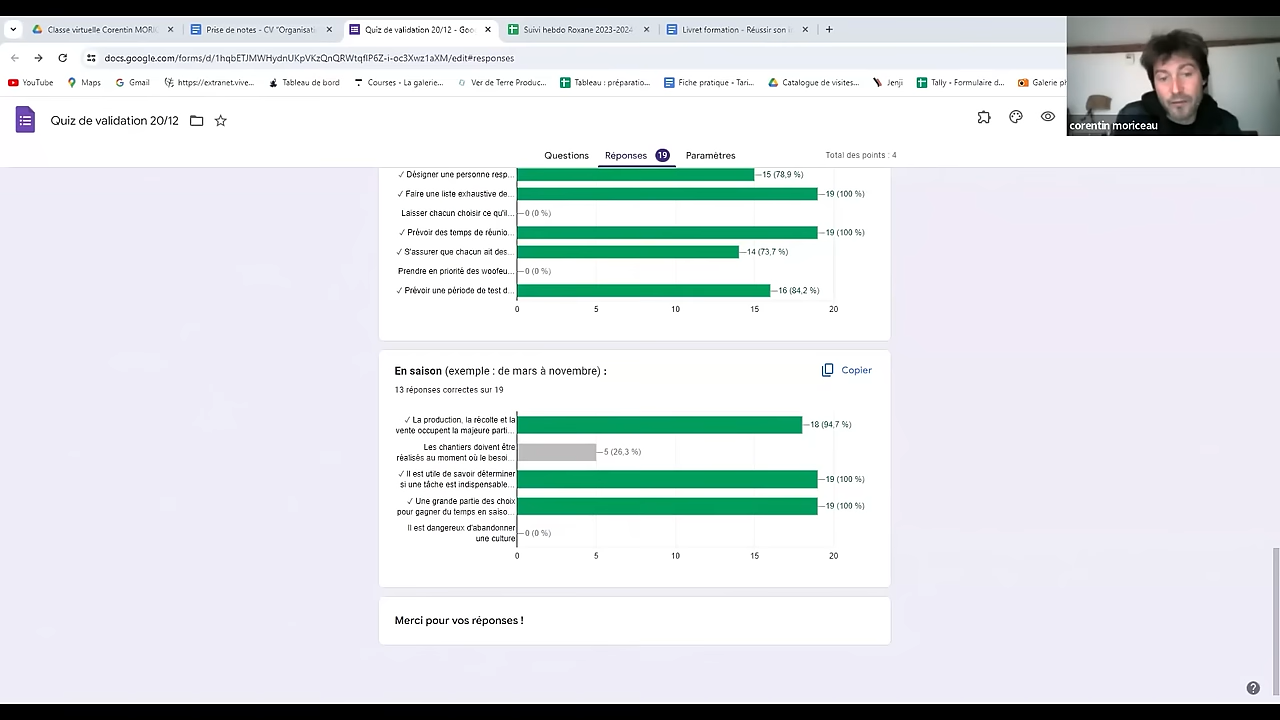 Classe virtuelle Corentin MORI
Prise de notes - CV "Organisati
Quiz de validation 20/12 - Goo
Suivi hebdo Roxane 2023-2024
Livret formation - Réussir son i
docs.google.com/forms/d/1hqbETJMWHydnUKpVKzQnQRWtqfIP6Z-i-oc3Xwz1aXM/edit#responses
YouTube
Maps
Gmail
https://extranet.vive...
Tableau de bord
Courses - La galerie...
Ver de Terre Produc...
Tableau : préparatio...
Fiche pratique - Tari...
Catalogue de visites...
Jenji
Tally - Formulaire d...
Galerie ph
corentin moriceau
Quiz de validation 20/12
Questions
Réponses 19
Paramètres
Total des points : 4
✓ Désigner une personne resp...
15 (78,9 %)
✓ Faire une liste exhaustive de...
19 (100 %)
Laisser chacun choisir ce qu'il...
0 (0 %)
✓ Prévoir des temps de réunio...
19 (100 %)
✓ S'assurer que chacun ait des...
14 (73,7 %)
Prendre en priorité des woofeu...
0 (0 %)
✓ Prévoir une période de test d...
16 (84,2 %)
0 5 10 15 20
En saison (exemple : de mars à novembre) :
Copier
13 réponses correctes sur 19
✓ La production, la récolte et la
vente occupent la majeure parti...
18 (94,7 %)
Les chantiers doivent être
réalisés au moment où le besoi...
5 (26,3 %)
✓ Il est utile de savoir déterminer
si une tâche est indispensable...
19 (100 %)
✓ Une grande partie des choix
pour gagner du temps en saiso...
19 (100 %)
Il est dangereux d'abandonner
une culture
0 (0 %)
0 5 10 15 20
Merci pour vos réponses !